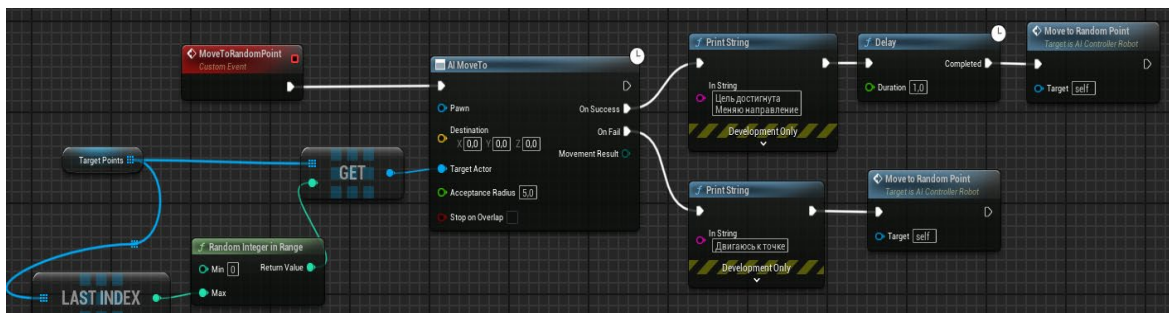 MoveToRandomPoint
Custom Event
Target Points
LAST INDEX
f Random Integer in Range
Min 0
Max
Return Value
GET
AI MoveTo
Pawn
Destination
X 0,0 Y 0,0 Z 0,0
Target Actor
Acceptance Radius 5,0
Stop on Overlap
On Success
On Fail
Movement Result
f Print String
In String
Цель достигнута
Меняю направление
Development Only
f Delay
Completed
Duration 1,0
Move to Random Point
Target is AI Controller Robot
Target self
f Print String
In String
Двигаюсь к точке
Development Only
Move to Random Point
Target is AI Controller Robot
Target self